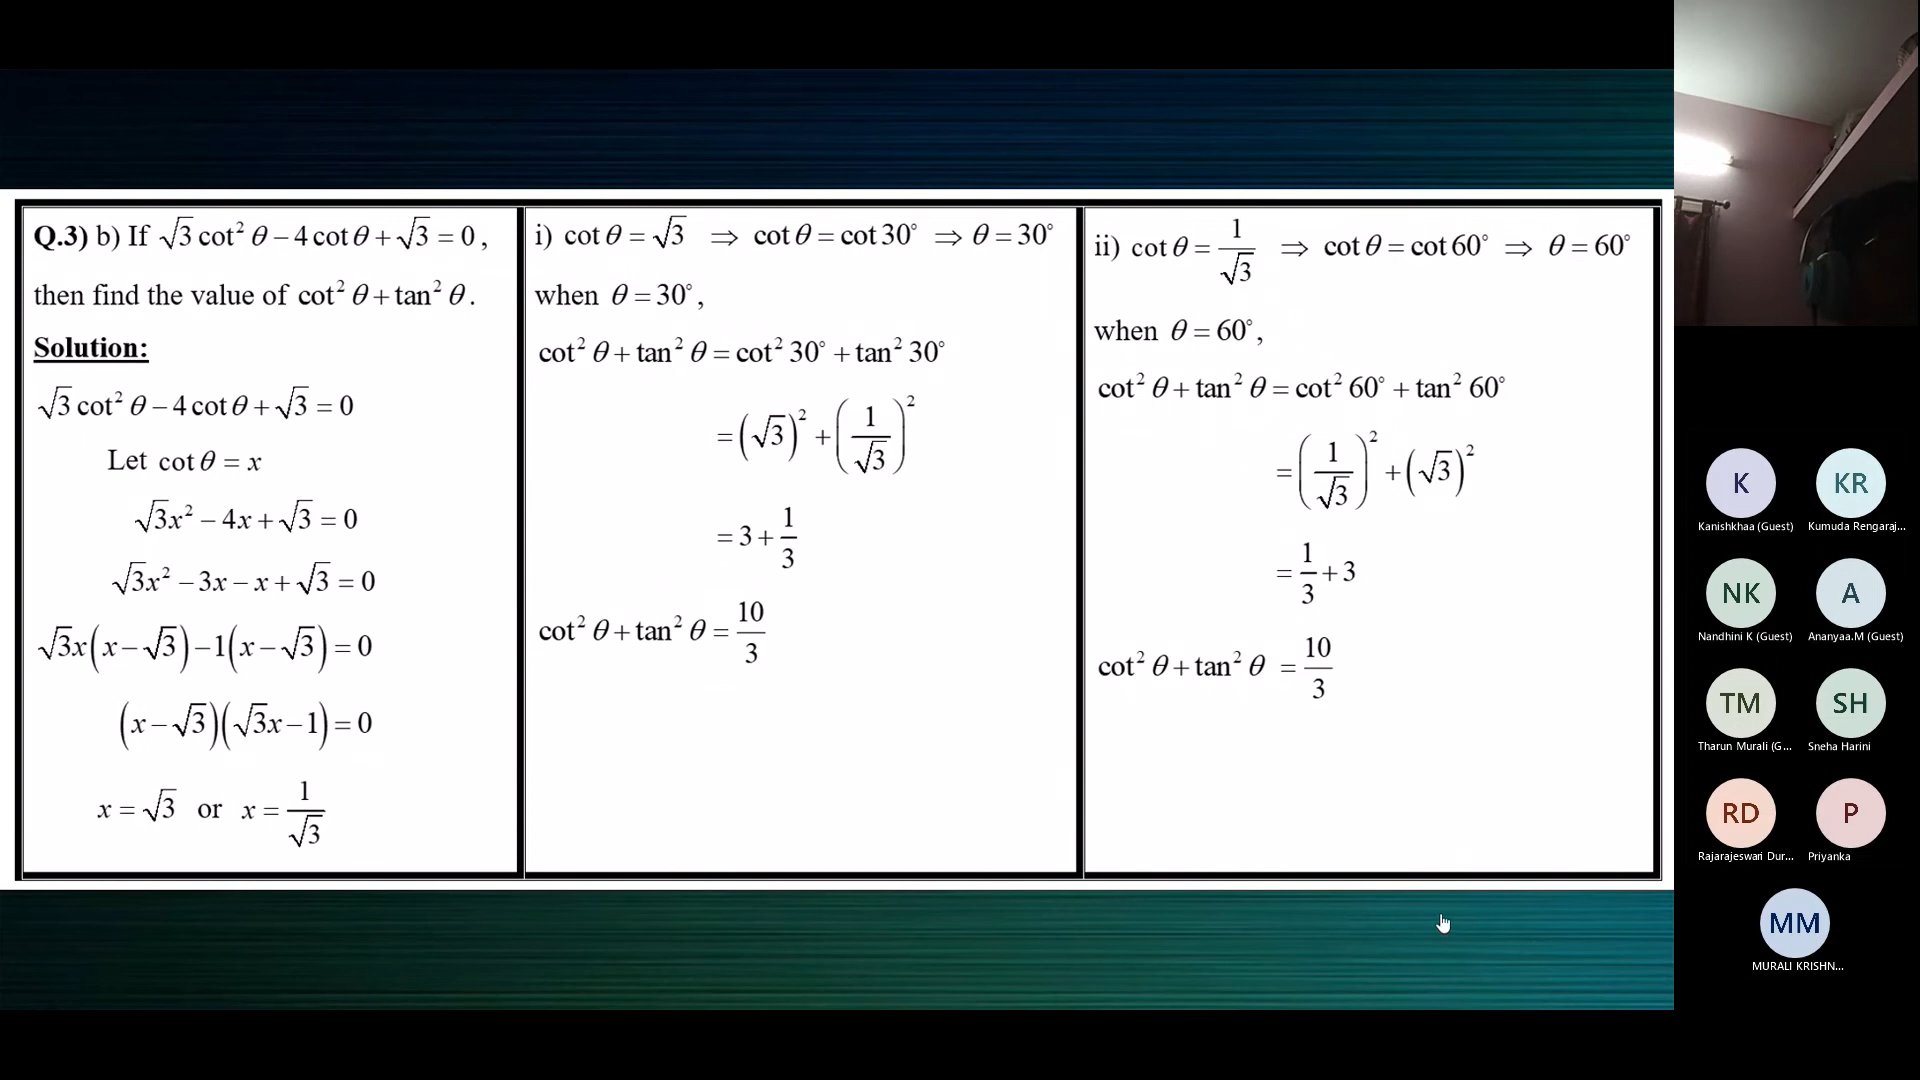 Q.3) b) If √3 cot² θ − 4 cot θ + √3 = 0,
then find the value of cot² θ + tan² θ.
Solution:
√3 cot² θ − 4 cot θ + √3 = 0
Let cot θ = x
√3x² − 4x + √3 = 0
√3x² − 3x − x + √3 = 0
√3x(x − √3) − 1(x − √3) = 0
(x − √3)(√3x − 1) = 0
x = √3 or x = 1/√3
i) cot θ = √3 ⇒ cot θ = cot 30° ⇒ θ = 30°
when θ = 30°,
cot² θ + tan² θ = cot² 30° + tan² 30°
= (√3)² + (1/√3)²
= 3 + 1/3
cot² θ + tan² θ = 10/3
ii) cot θ = 1/√3 ⇒ cot θ = cot 60° ⇒ θ = 60°
when θ = 60°,
cot² θ + tan² θ = cot² 60° + tan² 60°
= (1/√3)² + (√3)²
= 1/3 + 3
cot² θ + tan² θ = 10/3
K KR
Kanishkhaa (Guest) Kumuda Rengaraj...
NK A
Nandhini K (Guest) Ananyaa.M (Guest)
TM SH
Tharun Murali (G... Sneha Harini
RD P
Rajarajeswari Dur... Priyanka
MM
MURALI KRISHN...